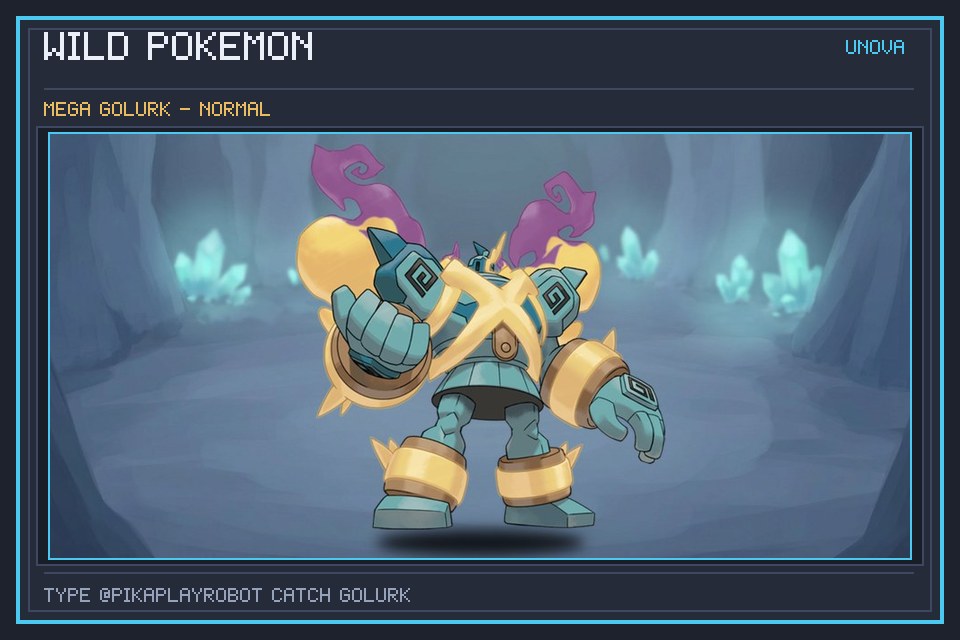 WILD POKEMON
UNOVA
MEGA GOLURK - NORMAL
TYPE @PIKAPLAYROBOT CATCH GOLURK